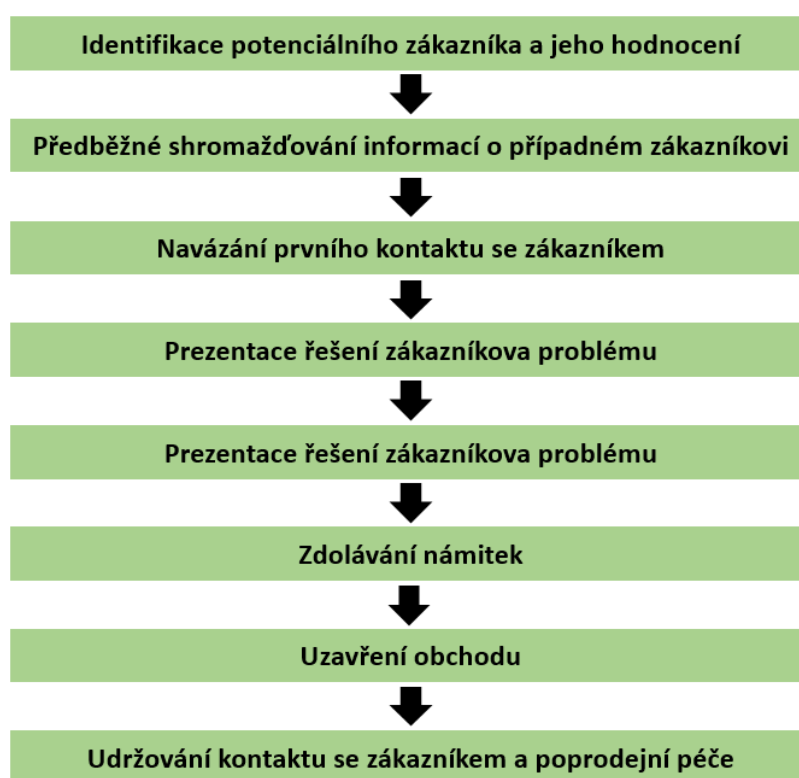 Identifikace potenciálního zákazníka a jeho hodnocení
Předběžné shromažďování informací o případném zákazníkovi
Navázání prvního kontaktu se zákazníkem
Prezentace řešení zákazníkova problému
Prezentace řešení zákazníkova problému
Zdolávání námitek
Uzavření obchodu
Udržování kontaktu se zákazníkem a poprodejní péče